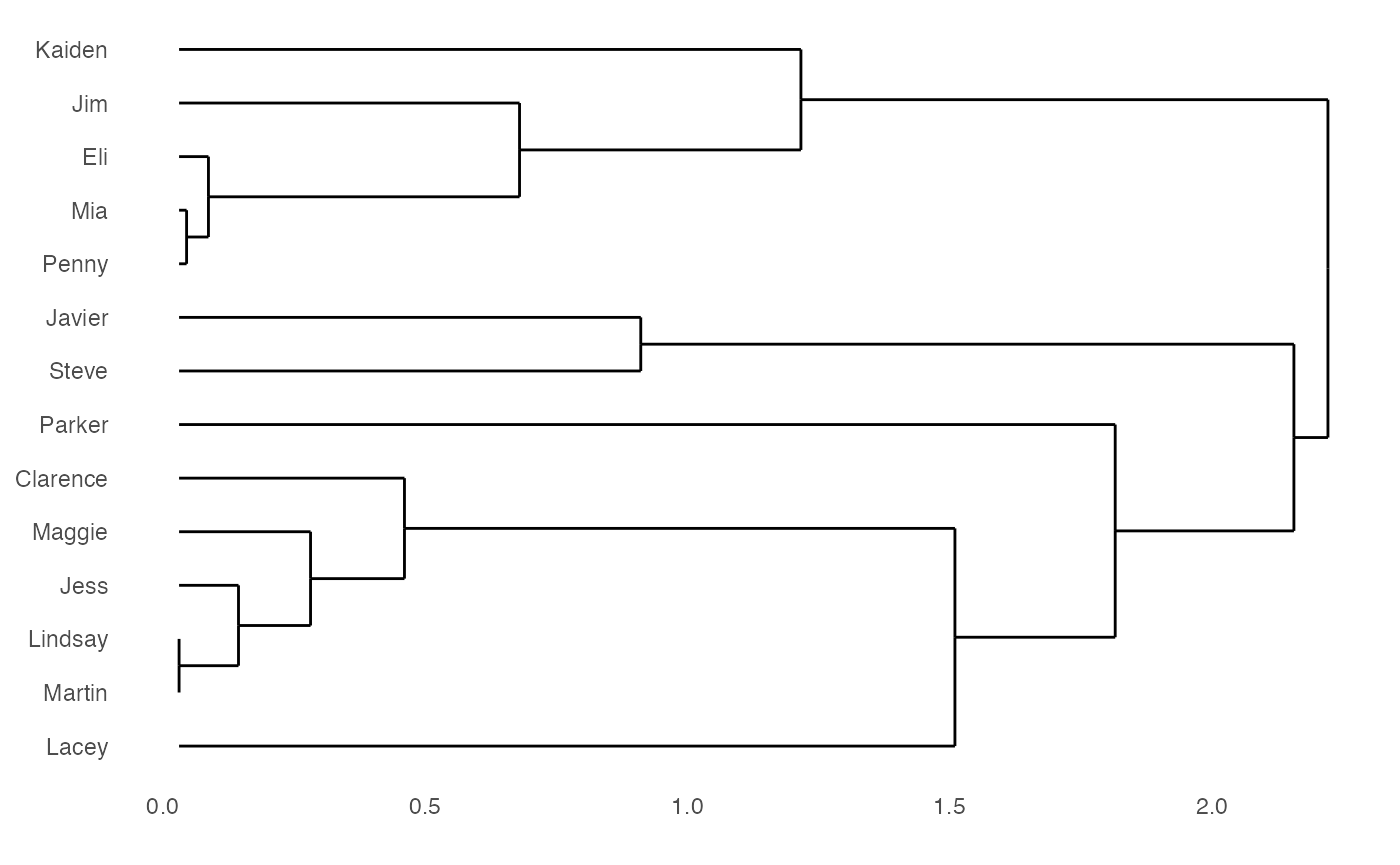 Kaiden
Jim
Eli
Mia
Penny
Javier
Steve
Parker
Clarence
Maggie
Jess
Lindsay
Martin
Lacey
0.0 0.5 1.0 1.5 2.0